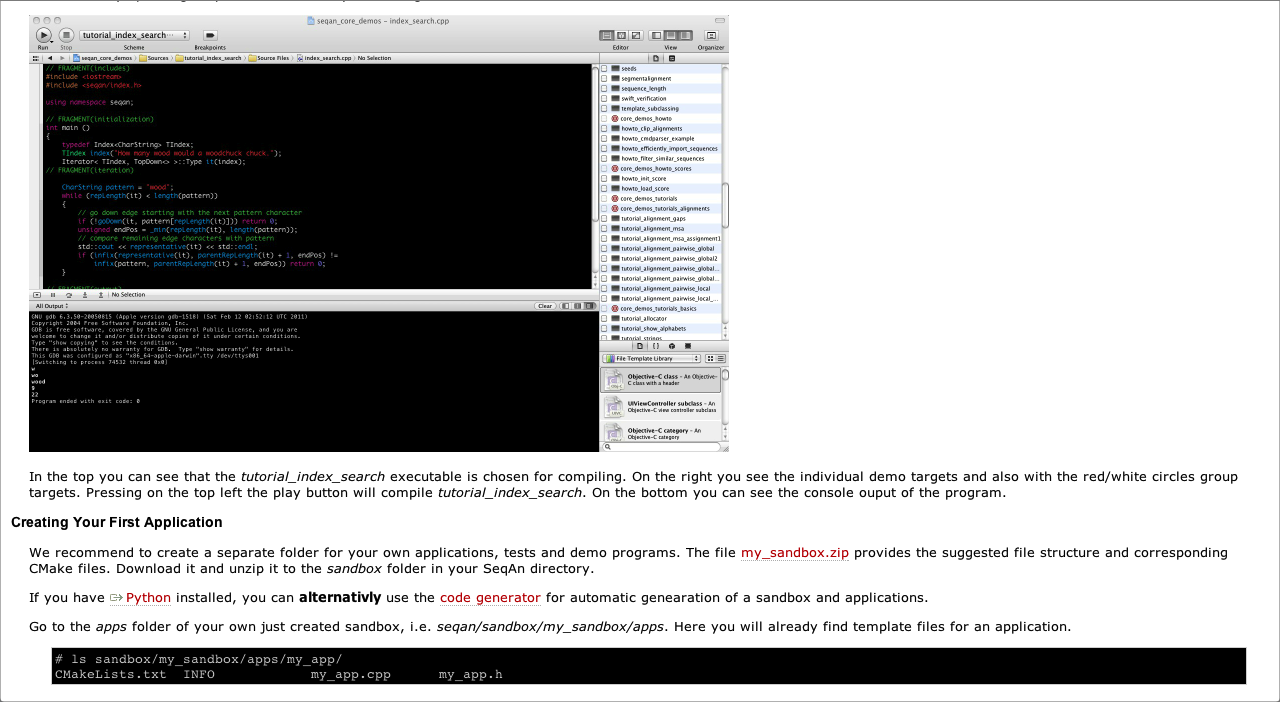 seqan_core_demos – index_search.cpp
tutorial_index_search···
Run Stop Scheme Breakpoints Editor View Organizer
seqan_core_demos Sources tutorial_index_search Source Files index_search.cpp No Selection
// FRAGMENT(includes)
#include <iostream>
#include <seqan/index.h>
using namespace seqan;
// FRAGMENT(initialization)
int main ()
{
typedef Index<CharString> TIndex;
TIndex index("How many wood would a woodchuck chuck.");
Iterator< TIndex, TopDown<> >::Type it(index);
// FRAGMENT(iteration)
CharString pattern = "wood";
while (repLength(it) < length(pattern))
{
// go down edge starting with the next pattern character
if (!goDown(it, pattern[repLength(it)])) return 0;
unsigned endPos = _min(repLength(it), length(pattern));
// compare remaining edge characters with pattern
std::cout << representative(it) << std::endl;
if (infix(representative(it), parentRepLength(it) + 1, endPos) !=
infix(pattern, parentRepLength(it) + 1, endPos)) return 0;
}
// FRAGMENT(output)
No Selection
All Output
Clear
GNU gdb 6.3.50-20050815 (Apple version gdb-1518) (Sat Feb 12 02:52:12 UTC 2011)
Copyright 2004 Free Software Foundation, Inc.
GDB is free software, covered by the GNU General Public License, and you are
welcome to change it and/or distribute copies of it under certain conditions.
Type "show copying" to see the conditions.
There is absolutely no warranty for GDB. Type "show warranty" for details.
This GDB was configured as "x86_64-apple-darwin".tty /dev/ttys001
[Switching to process 74532 thread 0x0]
w
wo
wood
9
22
Program ended with exit code: 0
seeds
segmentalignment
sequence_length
swift_verification
template_subclassing
core_demos_howto
howto_clip_alignments
howto_cmdparser_example
howto_efficiently_import_sequences
howto_filter_similar_sequences
core_demos_howto_scores
howto_init_score
howto_load_score
core_demos_tutorials
core_demos_tutorials_alignments
tutorial_alignment_gaps
tutorial_alignment_msa
tutorial_alignment_msa_assignment1
tutorial_alignment_pairwise_global
tutorial_alignment_pairwise_global2
tutorial_alignment_pairwise_global...
tutorial_alignment_pairwise_global...
tutorial_alignment_pairwise_local
tutorial_alignment_pairwise_local_...
core_demos_tutorials_basics
tutorial_allocator
tutorial_show_alphabets
tutorial_strings
File Template Library
Objective-C class – An Objective-
C class with a header
UIViewController subclass – An
Objective-C view controller subclass
Objective-C category – An
Objective-C category
In the top you can see that the tutorial_index_search executable is chosen for compiling. On the right you see the individual demo targets and also with the red/white circles group
targets. Pressing on the top left the play button will compile tutorial_index_search. On the bottom you can see the console ouput of the program.
Creating Your First Application
We recommend to create a separate folder for your own applications, tests and demo programs. The file my_sandbox.zip provides the suggested file structure and corresponding
CMake files. Download it and unzip it to the sandbox folder in your SeqAn directory.
If you have Python installed, you can alternativly use the code generator for automatic genearation of a sandbox and applications.
Go to the apps folder of your own just created sandbox, i.e. seqan/sandbox/my_sandbox/apps. Here you will already find template files for an application.
# ls sandbox/my_sandbox/apps/my_app/
CMakeLists.txt INFO my_app.cpp my_app.h